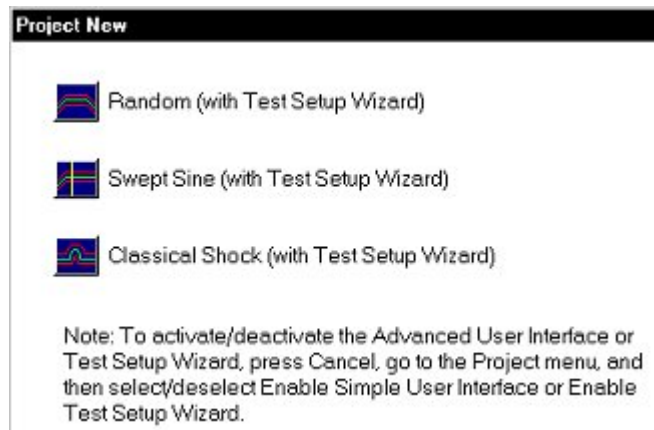 Project New
Random (with Test Setup Wizard)
Swept Sine (with Test Setup Wizard)
Classical Shock (with Test Setup Wizard)
Note: To activate/deactivate the Advanced User Interface or
Test Setup Wizard, press Cancel, go to the Project menu, and
then select/deselect Enable Simple User Interface or Enable
Test Setup Wizard.